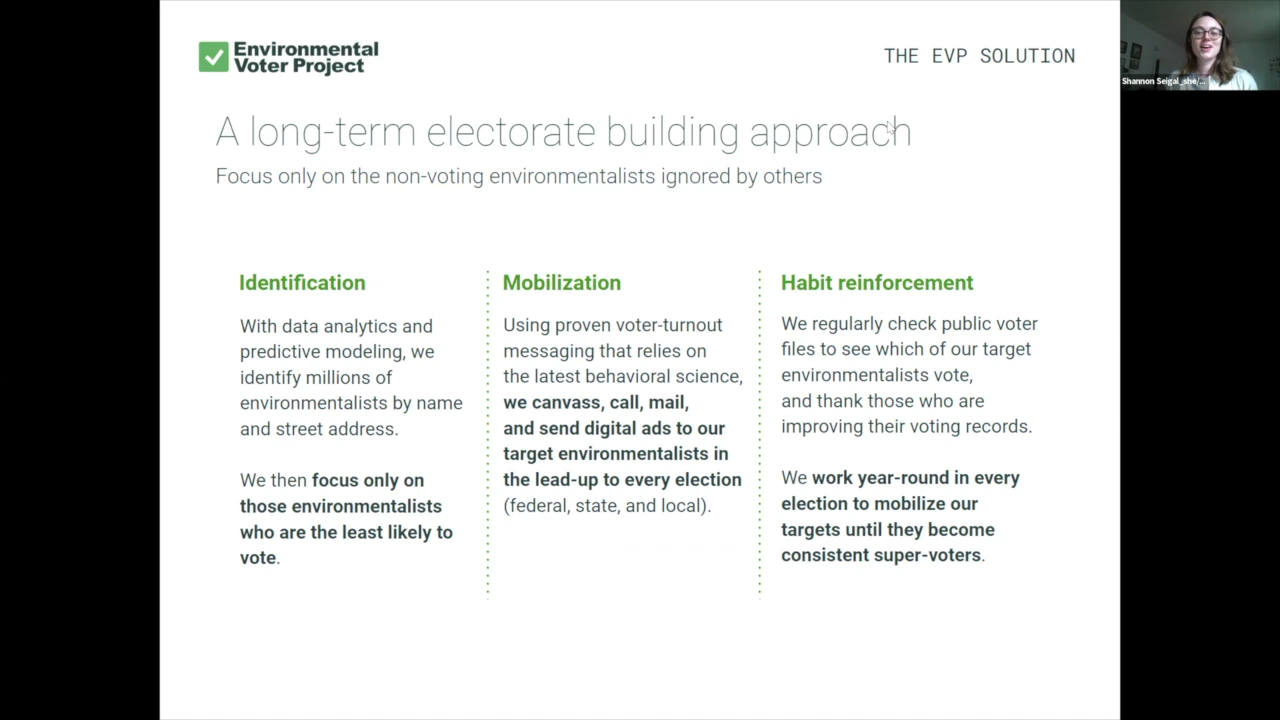 Environmental
Voter Project
THE EVP SOLUTION
Shannon Seigal_she/...
A long-term electorate building approach
Focus only on the non-voting environmentalists ignored by others
Identification
With data analytics and
predictive modeling, we
identify millions of
environmentalists by name
and street address.
We then focus only on
those environmentalists
who are the least likely to
vote.
Mobilization
Using proven voter-turnout
messaging that relies on
the latest behavioral science,
we canvass, call, mail,
and send digital ads to our
target environmentalists in
the lead-up to every election
(federal, state, and local).
Habit reinforcement
We regularly check public voter
files to see which of our target
environmentalists vote,
and thank those who are
improving their voting records.
We work year-round in every
election to mobilize our
targets until they become
consistent super-voters.